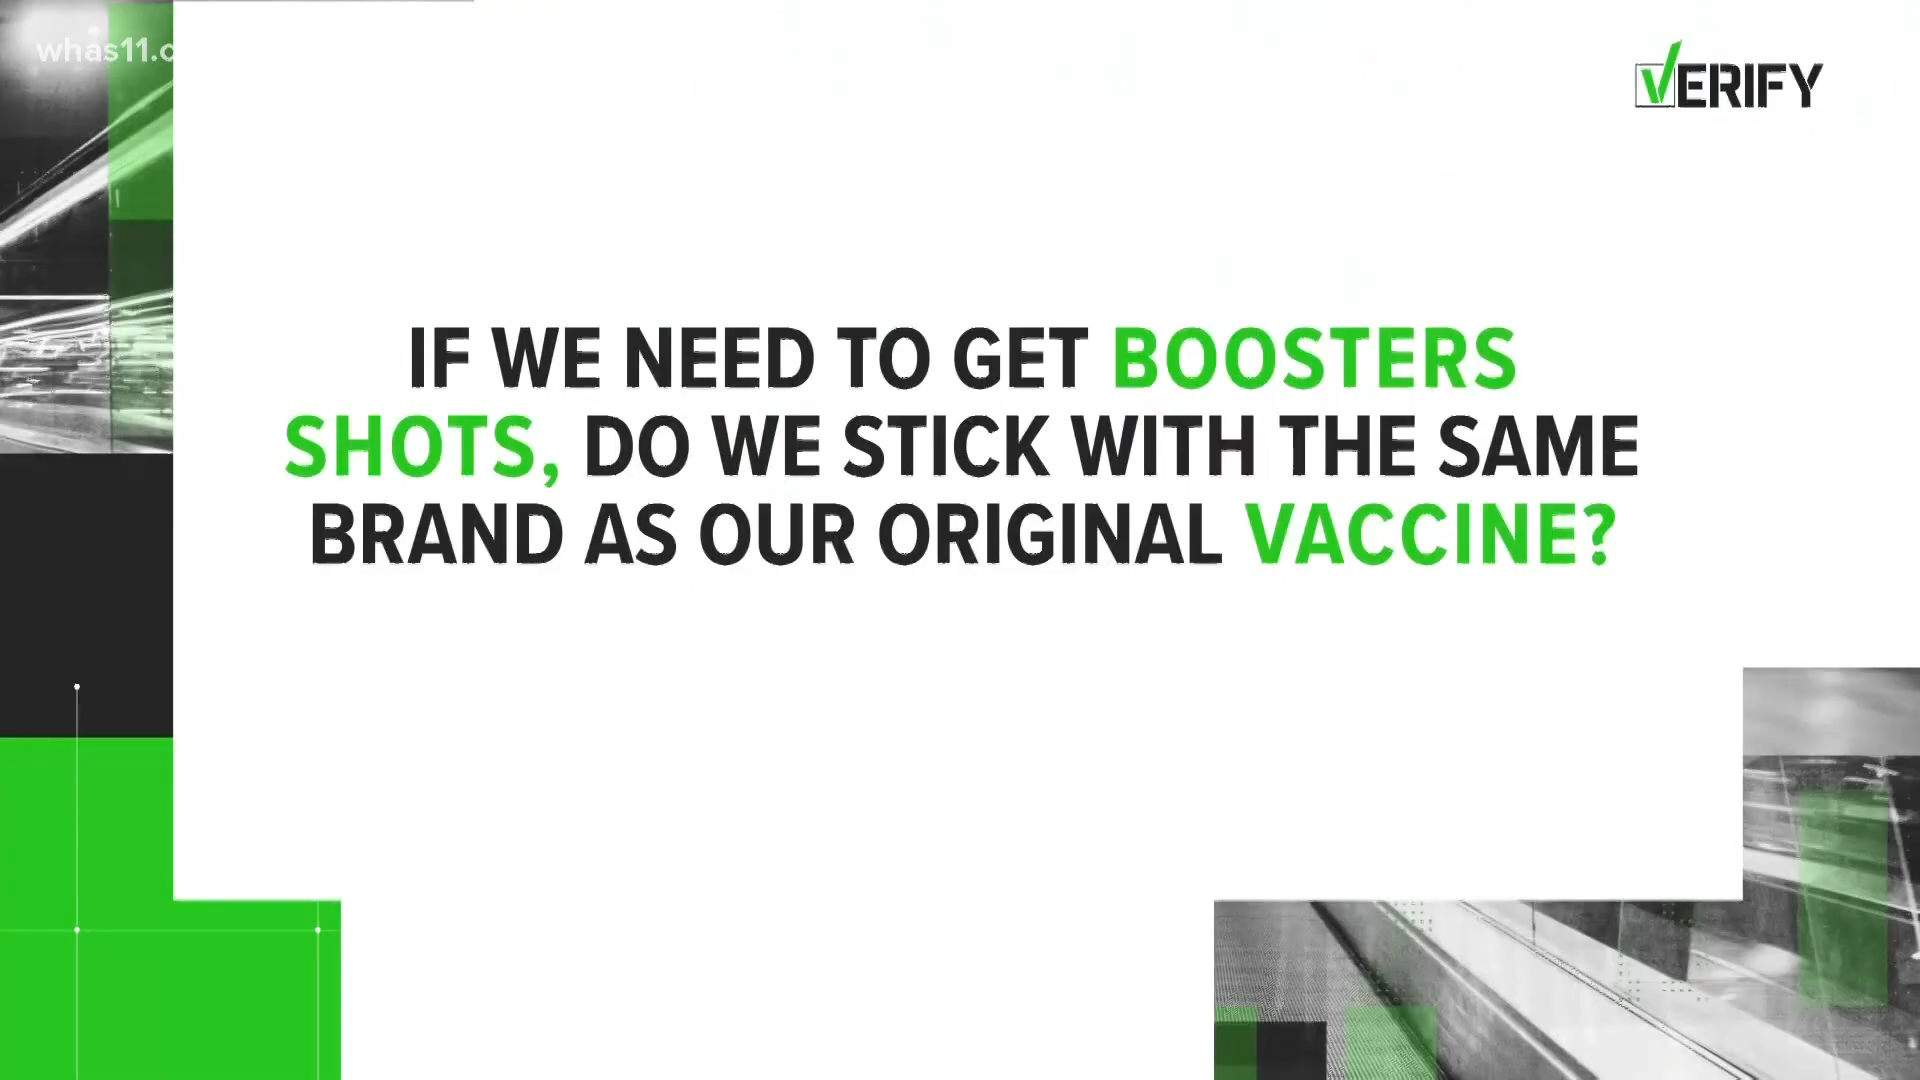 whas11.c
VERIFY
IF WE NEED TO GET BOOSTERS
SHOTS, DO WE STICK WITH THE SAME
BRAND AS OUR ORIGINAL VACCINE?